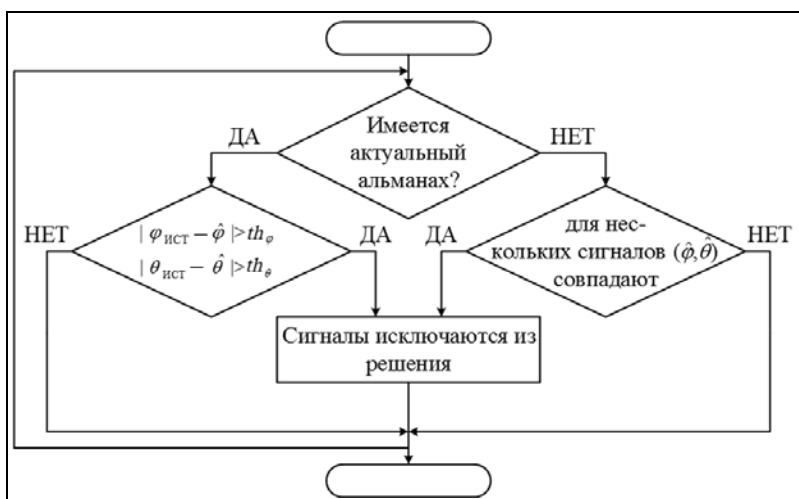 Имеется
актуальный
альманах?
ДА
НЕТ
НЕТ
| φ_ИСТ − φ̂ |>th_φ
| θ_ИСТ − θ̂ |>th_θ
ДА
ДА
для нес-
кольких сигналов (φ̂,θ̂)
совпадают
НЕТ
Сигналы исключаются из
решения